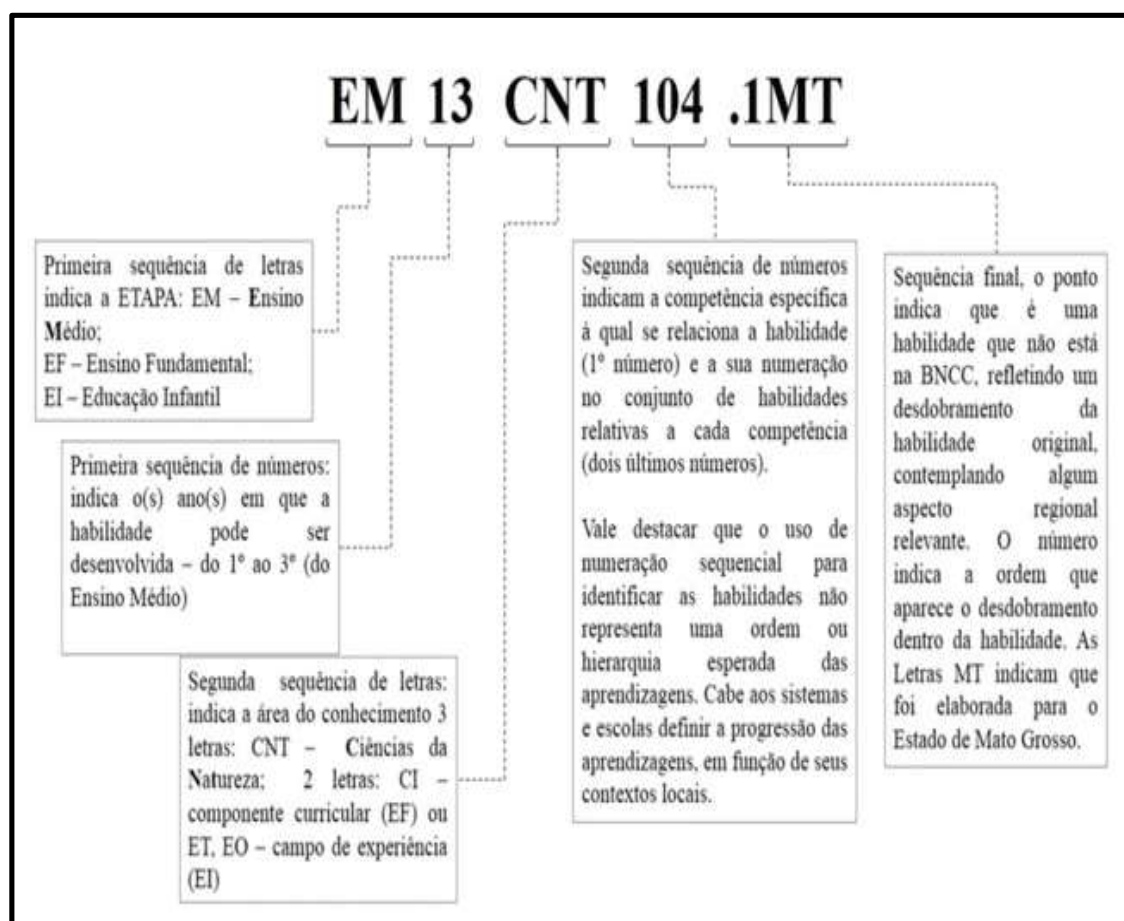 EM 13 CNT 104 .1MT
Primeira sequência de letras
indica a ETAPA: EM – Ensino
Médio;
EF – Ensino Fundamental;
EI – Educação Infantil
Primeira sequência de números:
indica o(s) ano(s) em que a
habilidade pode ser
desenvolvida – do 1º ao 3º (do
Ensino Médio)
Segunda sequência de letras:
indica a área do conhecimento 3
letras: CNT – Ciências da
Natureza; 2 letras: CI –
componente curricular (EF) ou
ET, EO – campo de experiência
(EI)
Segunda sequência de números
indicam a competência específica
à qual se relaciona a habilidade
(1º número) e a sua numeração
no conjunto de habilidades
relativas a cada competência
(dois últimos números).
Vale destacar que o uso de
numeração sequencial para
identificar as habilidades não
representa uma ordem ou
hierarquia esperada das
aprendizagens. Cabe aos sistemas
e escolas definir a progressão das
aprendizagens, em função de seus
contextos locais.
Sequência final, o ponto
indica que é uma
habilidade que não está
na BNCC, refletindo um
desdobramento da
habilidade original,
contemplando algum
aspecto regional
relevante. O número
indica a ordem que
aparece o desdobramento
dentro da habilidade. As
Letras MT indicam que
foi elaborada para o
Estado de Mato Grosso.